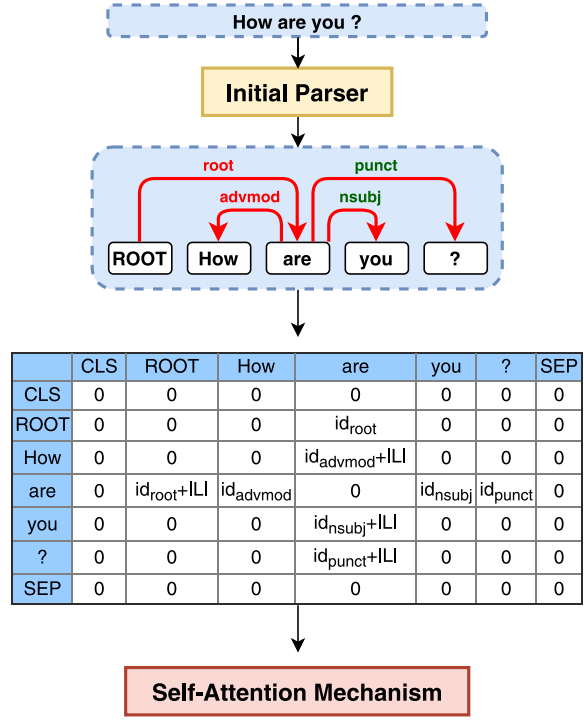 How are you ?
Initial Parser
root punct
advmod nsubj
ROOT How are you ?
CLS ROOT How are you ? SEP
CLS 0 0 0 0 0 0 0
ROOT 0 0 0 idroot 0 0 0
How 0 0 0 idadvmod+|L| 0 0 0
are 0 idroot+|L| idadvmod 0 idnsubj idpunct 0
you 0 0 0 idnsubj+|L| 0 0 0
? 0 0 0 idpunct+|L| 0 0 0
SEP 0 0 0 0 0 0 0
Self-Attention Mechanism